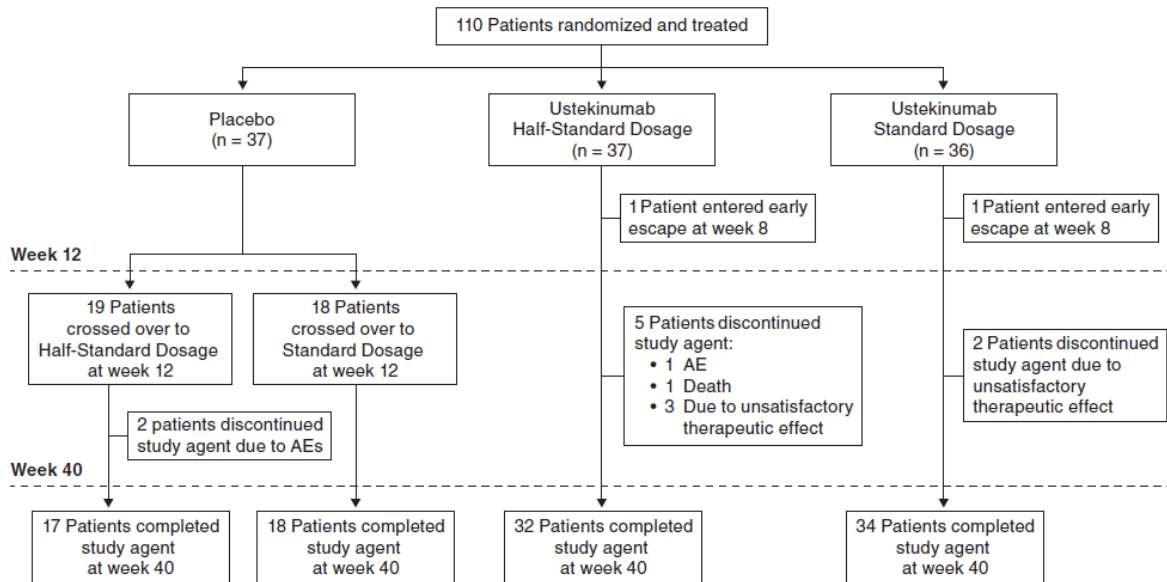 110 Patients randomized and treated
Placebo
(n = 37)
Ustekinumab
Half-Standard Dosage
(n = 37)
Ustekinumab
Standard Dosage
(n = 36)
1 Patient entered early
escape at week 8
1 Patient entered early
escape at week 8
Week 12
19 Patients
crossed over to
Half-Standard Dosage
at week 12
18 Patients
crossed over to
Standard Dosage
at week 12
5 Patients discontinued
study agent:
• 1 AE
• 1 Death
• 3 Due to unsatisfactory
therapeutic effect
2 Patients discontinued
study agent due to
unsatisfactory
therapeutic effect
2 patients discontinued
study agent due to AEs
Week 40
17 Patients completed
study agent
at week 40
18 Patients completed
study agent
at week 40
32 Patients completed
study agent
at week 40
34 Patients completed
study agent
at week 40